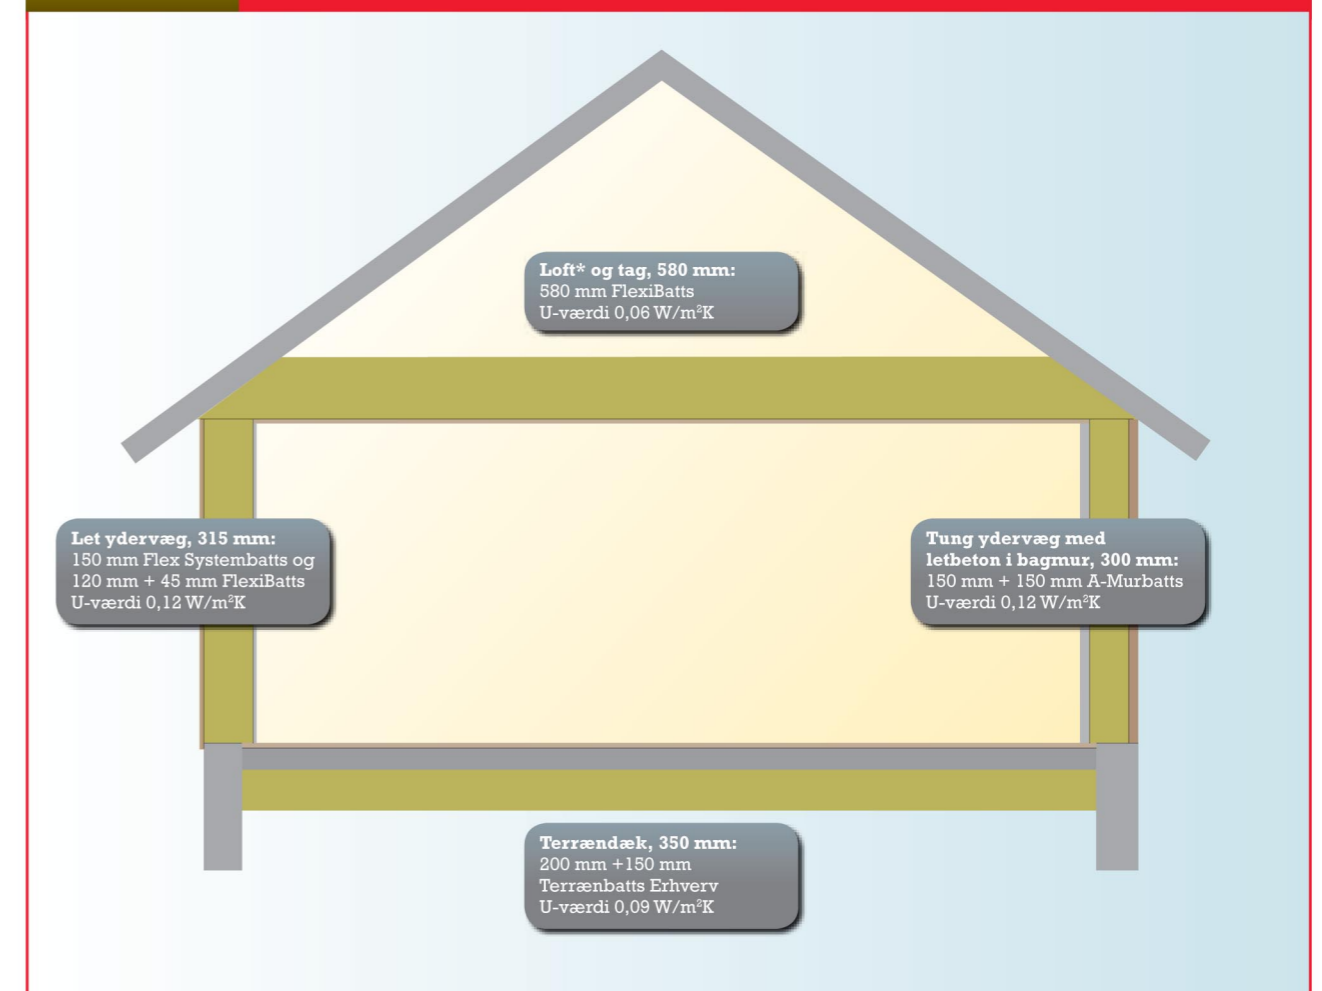 Loft* og tag, 580 mm:
580 mm FlexiBatts
U-værdi 0,06 W/m²K
Let ydervæg, 315 mm:
150 mm Flex Systembatts og
120 mm + 45 mm FlexiBatts
U-værdi 0,12 W/m²K
Tung ydervæg med
letbeton i bagmur, 300 mm:
150 mm + 150 mm A-Murbatts
U-værdi 0,12 W/m²K
Terrændæk, 350 mm:
200 mm +150 mm
Terrænbatts Erhverv
U-værdi 0,09 W/m²K